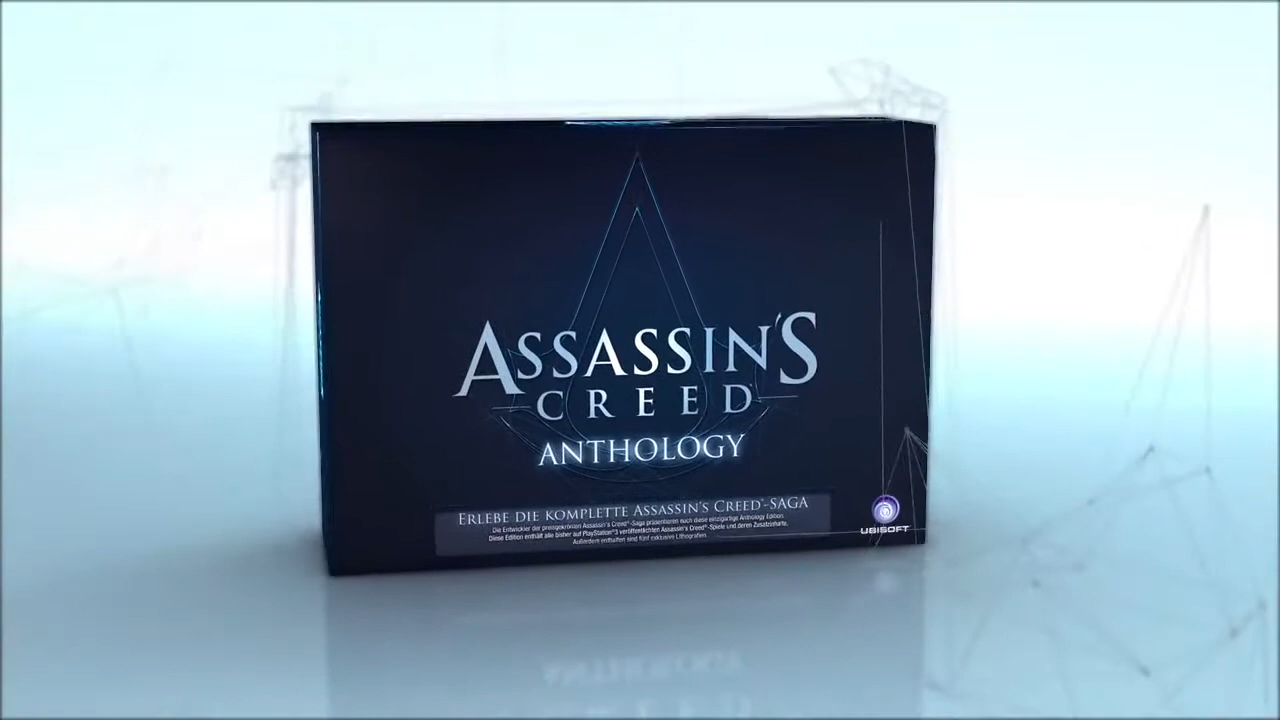 ASSASSIN'S
CREED
ANTHOLOGY
ERLEBE DIE KOMPLETTE ASSASSIN'S CREED®-SAGA
Die Entwickler der preisgekrönten Assassin's Creed®-Saga präsentieren noch diese einzigartige Anthology Edition.
Diese Edition enthält alle bisher auf PlayStation®3 veröffentlichten Assassin's Creed®-Spiele und deren Zusatzinhalte.
Außerdem enthalten sind fünf exklusive Lithografien.
UBISOFT